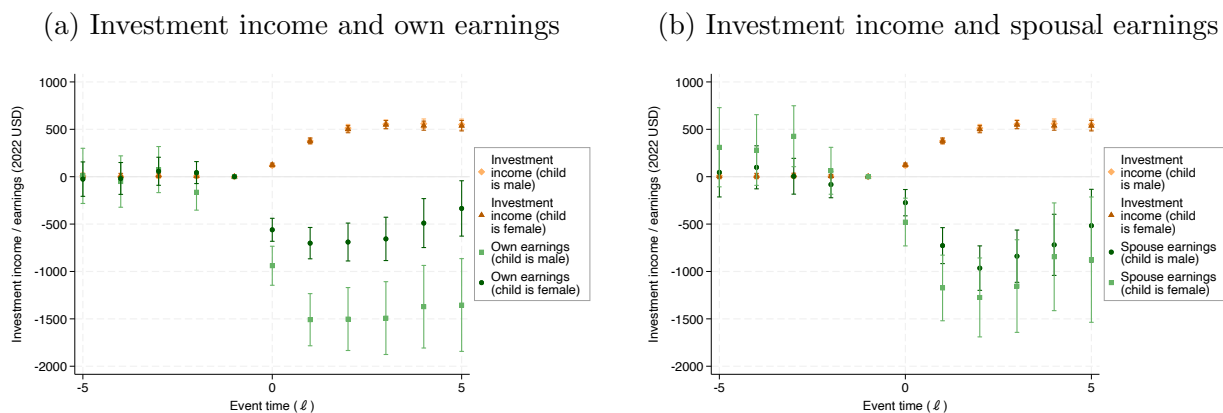 (a) Investment income and own earnings
Investment income / earnings (2022 USD)
1000
500
0
-500
-1000
-1500
-2000
-5
0
5
Event time (ℓ)
Investment
income (child
is male)
Investment
income (child
is female)
Own earnings
(child is male)
Own earnings
(child is female)
(b) Investment income and spousal earnings
Investment income / earnings (2022 USD)
1000
500
0
-500
-1000
-1500
-2000
-5
0
5
Event time (ℓ)
Investment
income (child
is male)
Investment
income (child
is female)
Spouse earnings
(child is male)
Spouse earnings
(child is female)